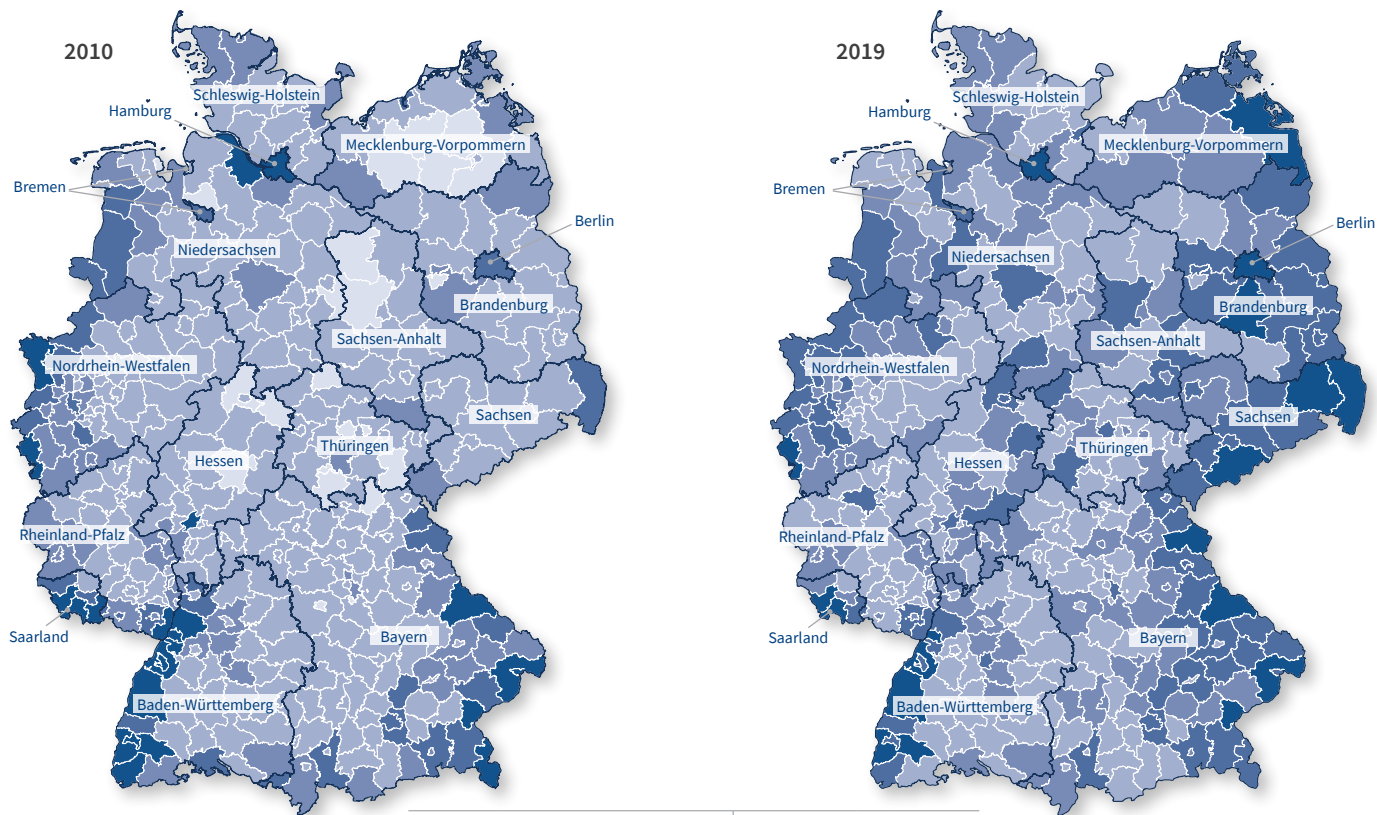 2010
Schleswig-Holstein
Hamburg
Mecklenburg-Vorpommern
Bremen
Berlin
Niedersachsen
Brandenburg
Sachsen-Anhalt
Nordrhein-Westfalen
Sachsen
Thüringen
Hessen
Rheinland-Pfalz
Saarland
Bayern
Baden-Württemberg
2019
Schleswig-Holstein
Hamburg
Mecklenburg-Vorpommern
Bremen
Berlin
Niedersachsen
Brandenburg
Sachsen-Anhalt
Nordrhein-Westfalen
Sachsen
Thüringen
Hessen
Rheinland-Pfalz
Saarland
Bayern
Baden-Württemberg